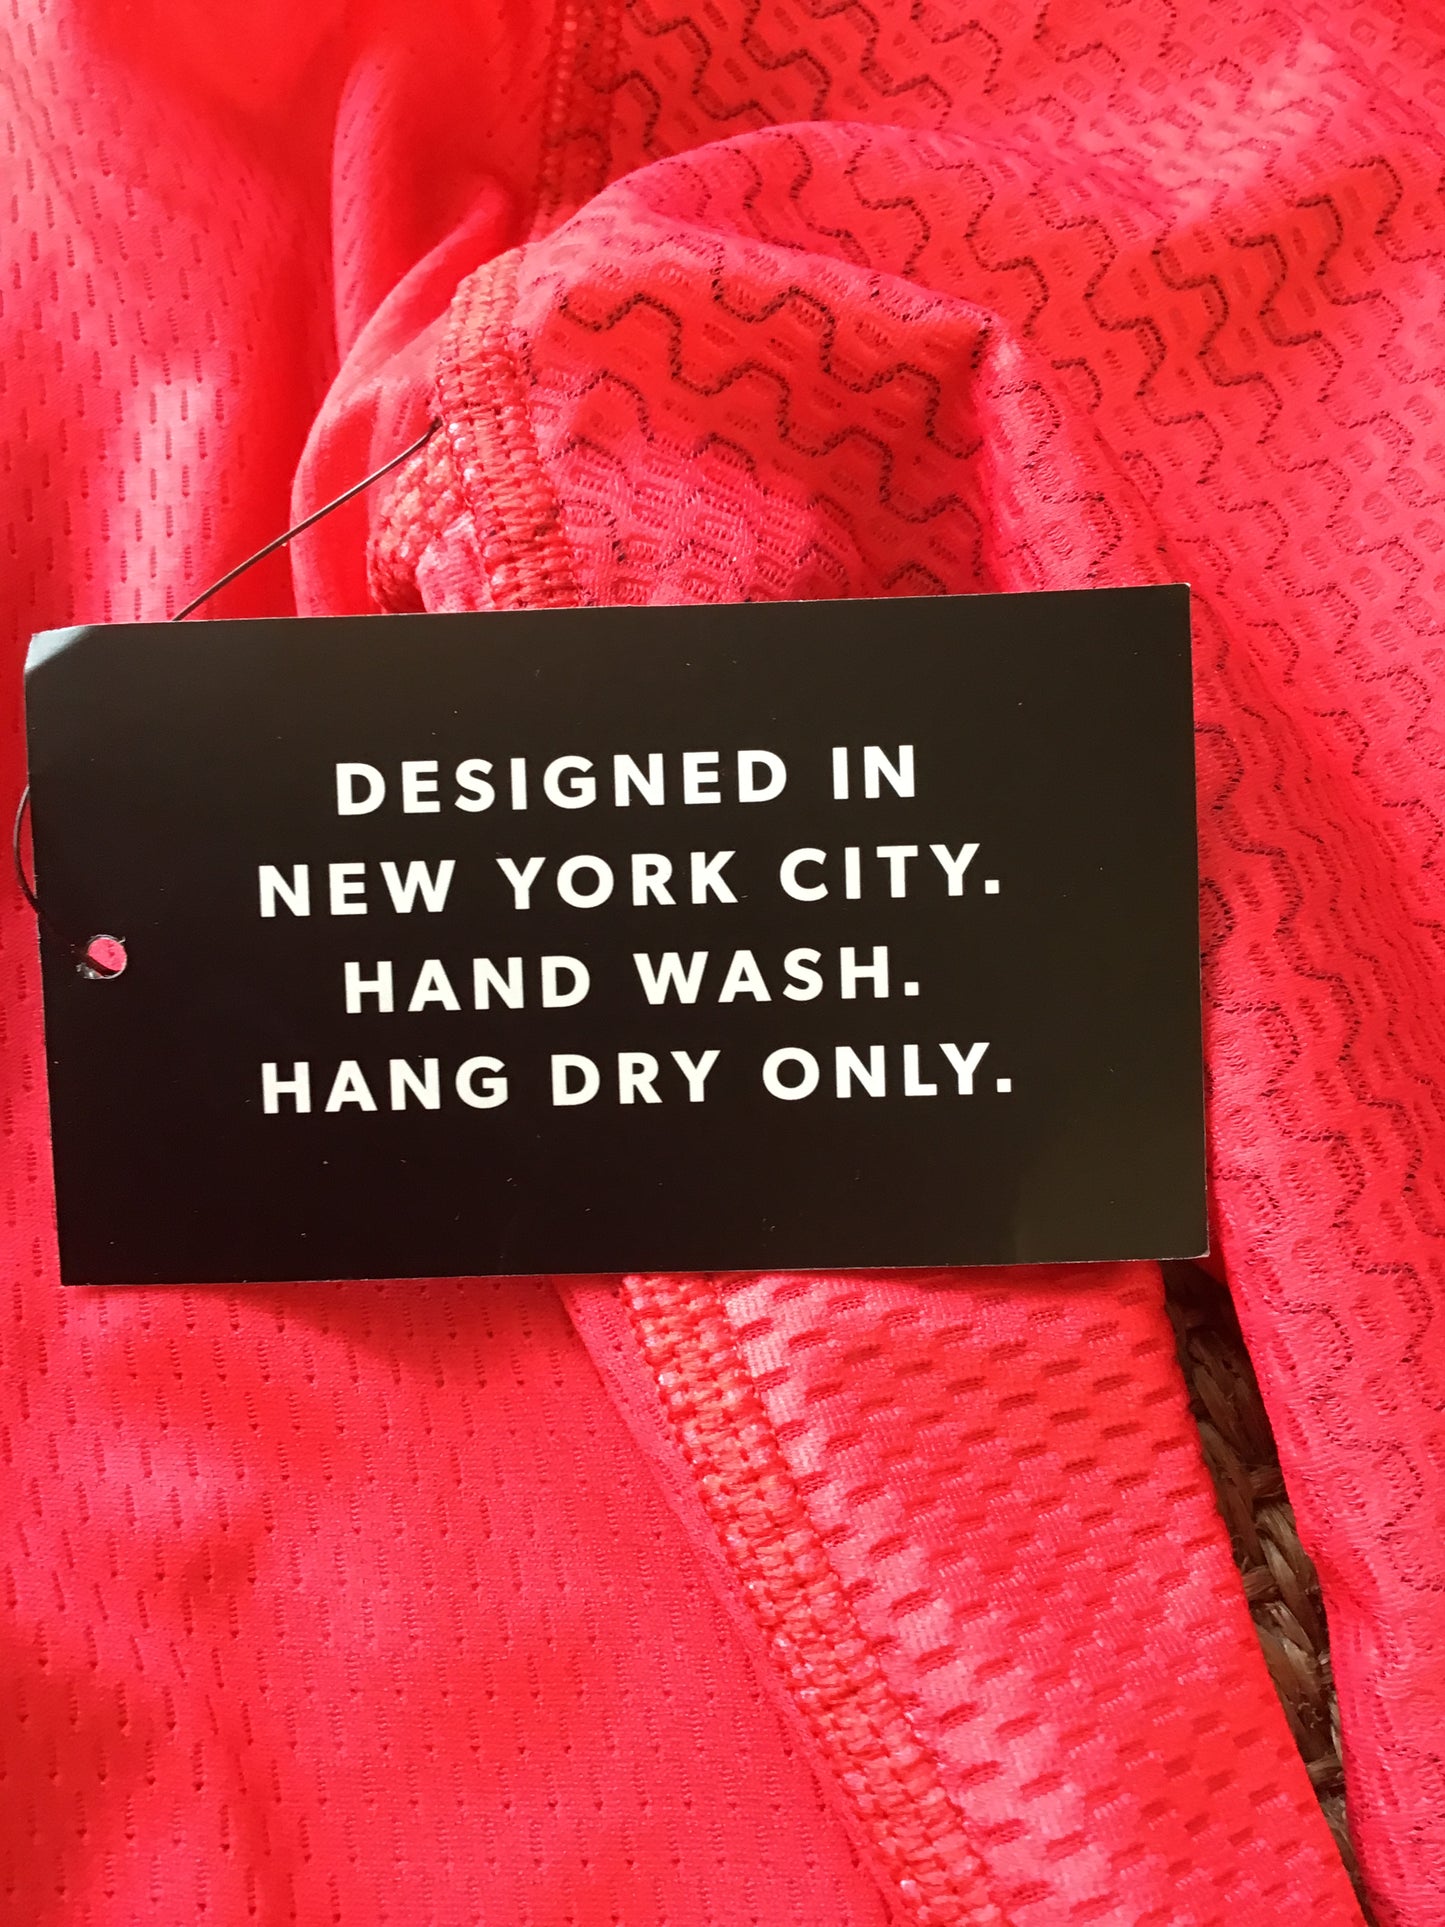 DESIGNED IN
NEW YORK CITY.
HAND WASH.
HANG DRY ONLY.